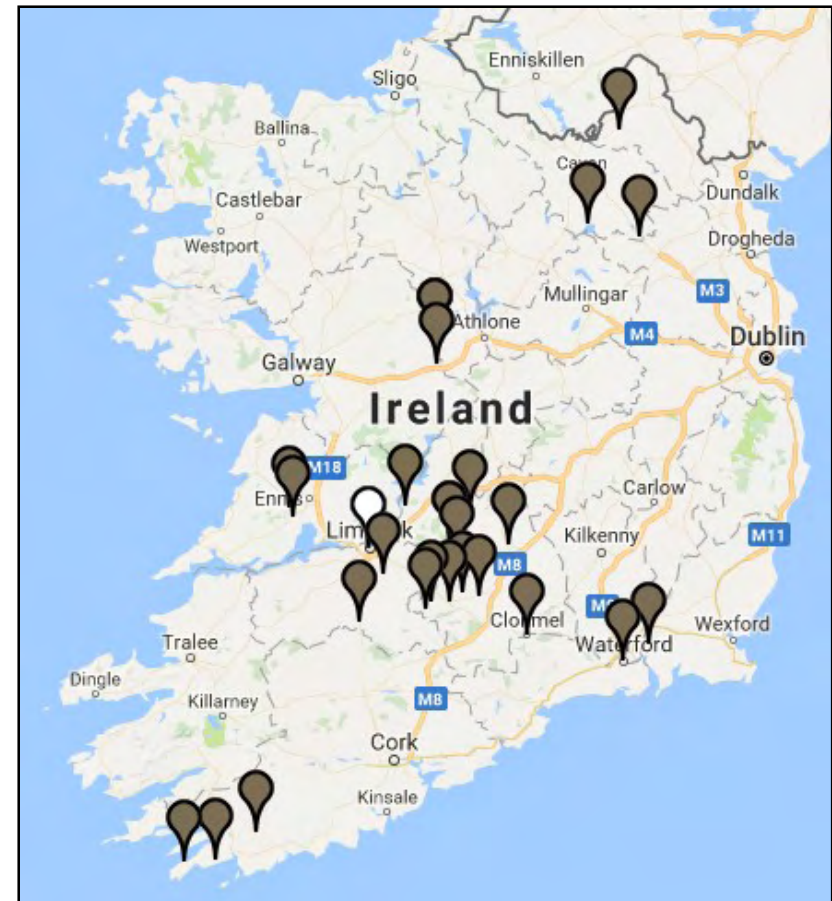 Enniskillen
Sligo
Ballina
Cavan
Dundalk
Castlebar
Westport
Drogheda
M3
Mullingar
Athlone
M4
Dublin
Galway
Ireland
M18
Ennis
Carlow
Limerick
Kilkenny
M11
M8
Clonmel
M9
Wexford
Waterford
Tralee
Dingle
Killarney
M8
Cork
Kinsale